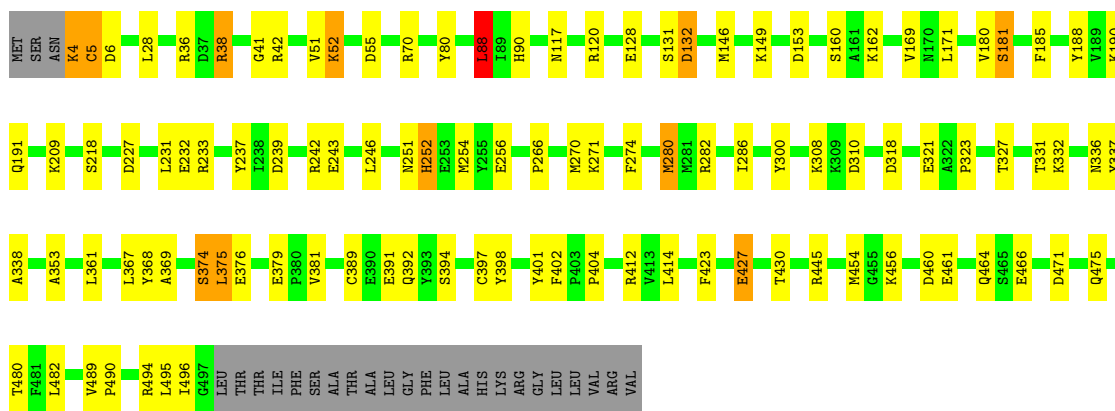 MET SER ASN K4 C5 D6 L28 R36 D37 R38 G41 R42 V51 K52 D55 R70 Y80 L88 I89 H90 N117 R120 E128 S131 D132 M146 K149 D153 S160 A161 K162 V169 N170 L171 V180 S181 F185 Y188 V189 K190
Q191 K209 S218 D227 L231 E232 R233 Y237 I238 D239 R242 E243 L246 N251 H252 E253 M254 Y255 E256 P266 M270 K271 F274 M280 M281 R282 I286 Y300 K308 K309 D310 D318 E321 A322 P323 T327 T331 K332 N336 Y337
A338 A353 L361 L367 Y368 A369 S374 L375 E376 E379 P380 V381 C389 E390 E391 Q392 Y393 S394 C397 Y398 Y401 F402 P403 P404 R412 V413 L414 F423 E427 T430 R445 M454 G455 K456 D460 E461 Q464 S465 E466 D471 Q475
T480 F481 L482 V489 P490 R494 L495 I496 G497 LEU THR THR ILE PHE SER ALA THR ALA LEU GLY PHE LEU ALA HIS LYS ARG GLY LEU LEU VAL ARG VAL